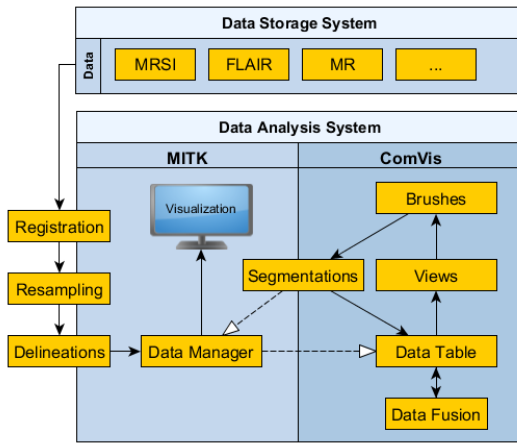 Data Storage System
Data
MRSI
FLAIR
MR
...
Data Analysis System
MITK
ComVis
Visualization
Brushes
Registration
Segmentations
Views
Resampling
Delineations
Data Manager
Data Table
Data Fusion